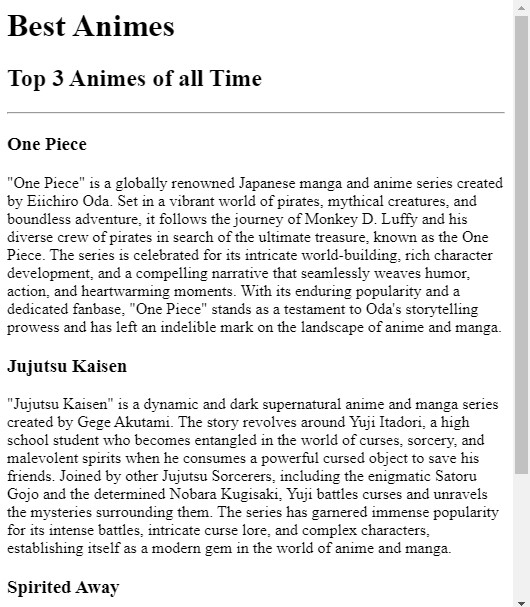 Best Animes
Top 3 Animes of all Time
One Piece
"One Piece" is a globally renowned Japanese manga and anime series created
by Eiichiro Oda. Set in a vibrant world of pirates, mythical creatures, and
boundless adventure, it follows the journey of Monkey D. Luffy and his
diverse crew of pirates in search of the ultimate treasure, known as the One
Piece. The series is celebrated for its intricate world-building, rich character
development, and a compelling narrative that seamlessly weaves humor,
action, and heartwarming moments. With its enduring popularity and a
dedicated fanbase, "One Piece" stands as a testament to Oda's storytelling
prowess and has left an indelible mark on the landscape of anime and manga.
Jujutsu Kaisen
"Jujutsu Kaisen" is a dynamic and dark supernatural anime and manga series
created by Gege Akutami. The story revolves around Yuji Itadori, a high
school student who becomes entangled in the world of curses, sorcery, and
malevolent spirits when he consumes a powerful cursed object to save his
friends. Joined by other Jujutsu Sorcerers, including the enigmatic Satoru
Gojo and the determined Nobara Kugisaki, Yuji battles curses and unravels
the mysteries surrounding them. The series has garnered immense popularity
for its intense battles, intricate curse lore, and complex characters,
establishing itself as a modern gem in the world of anime and manga.
Spirited Away